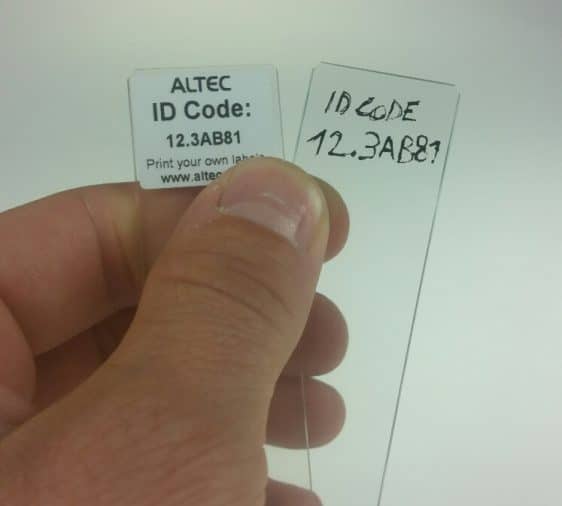 ALTEC
ID Code:
12.3AB81
Print your own
ID CODE
12.3AB81